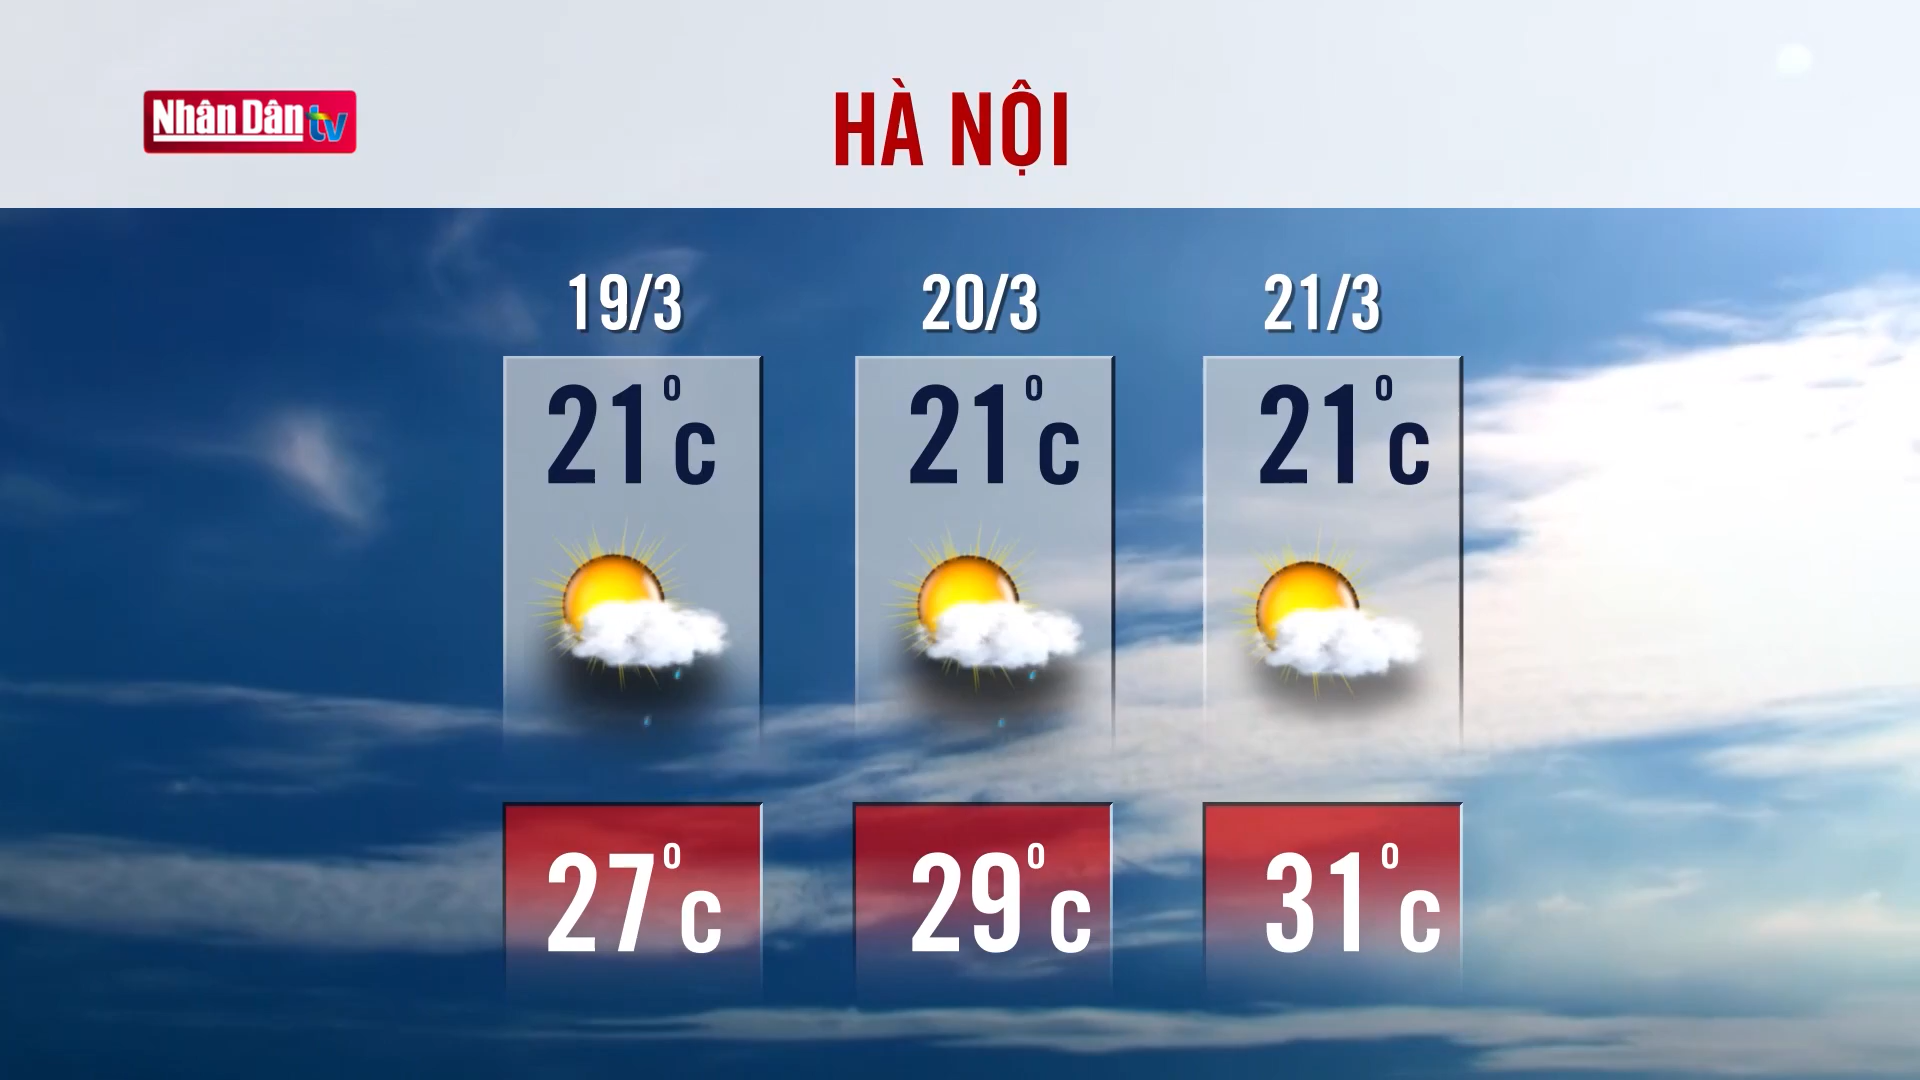 Nhân Dân tv
HÀ NỘI
19/3
20/3
21/3
21°C
21°C
21°C
27°C
29°C
31°C